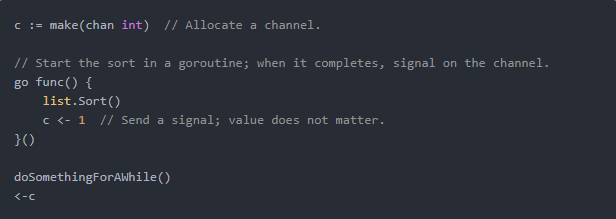 c := make(chan int)  // Allocate a channel.
// Start the sort in a goroutine; when it completes, signal on the channel.
go func() {
    list.Sort()
    c <- 1  // Send a signal; value does not matter.
}()
doSomethingForAWhile()
<-c